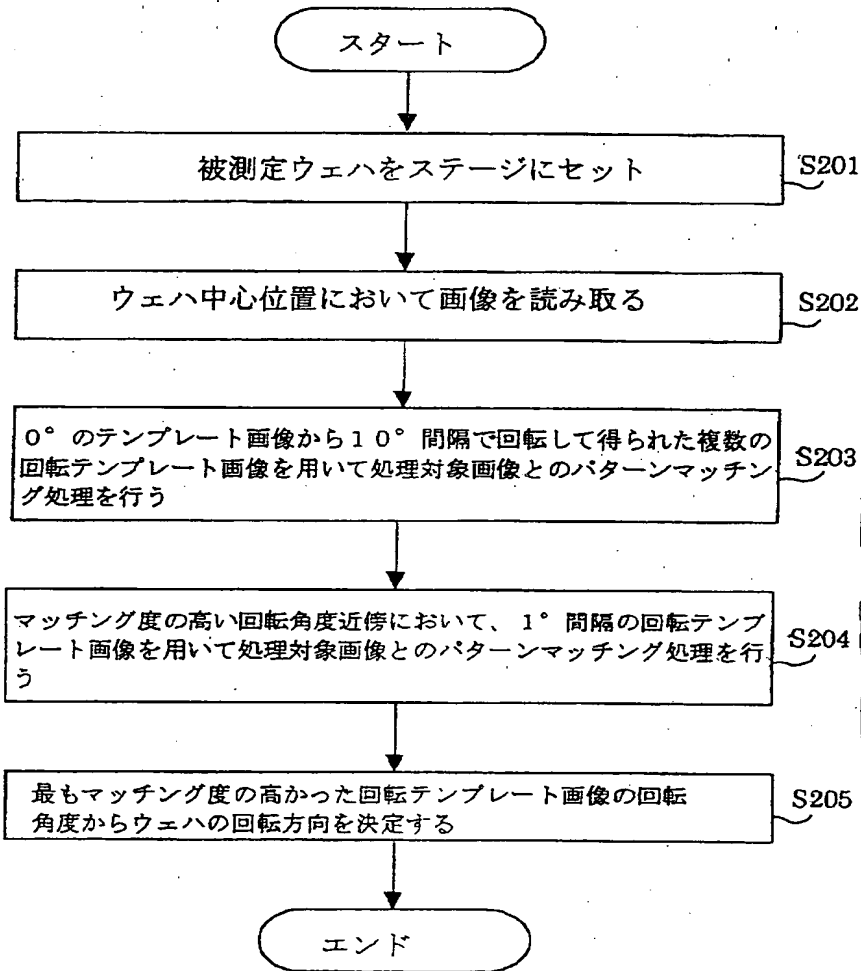 スタート
被測定ウェハをステージにセット
S201
ウェハ中心位置において画像を読み取る
S202
0°のテンプレート画像から10°間隔で回転して得られた複数の
回転テンプレート画像を用いて処理対象画像とのパターンマッチン
グ処理を行う
S203
マッチング度の高い回転角度近傍において、1°間隔の回転テンプ
レート画像を用いて処理対象画像とのパターンマッチング処理を行
う
S204
最もマッチング度の高かった回転テンプレート画像の回転
角度からウェハの回転方向を決定する
S205
エンド